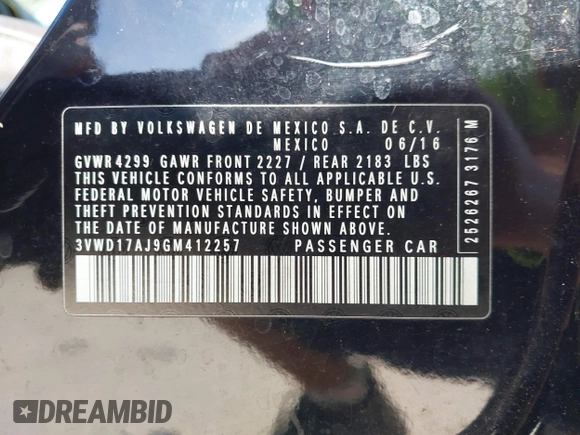 MFD BY VOLKSWAGEN DE MEXICO S.A. DE C.V.
MEXICO 06/16
GVWR 4299 GAWR FRONT 2227 / REAR 2183 LBS
THIS VEHICLE CONFORMS TO ALL APPLICABLE U.S.
FEDERAL MOTOR VEHICLE SAFETY, BUMPER AND
THEFT PREVENTION STANDARDS IN EFFECT ON
THE DATE OF MANUFACTURE SHOWN ABOVE.
3VWD17AJ9GM412257 PASSENGER CAR
2526267 3176 M
DREAMBID